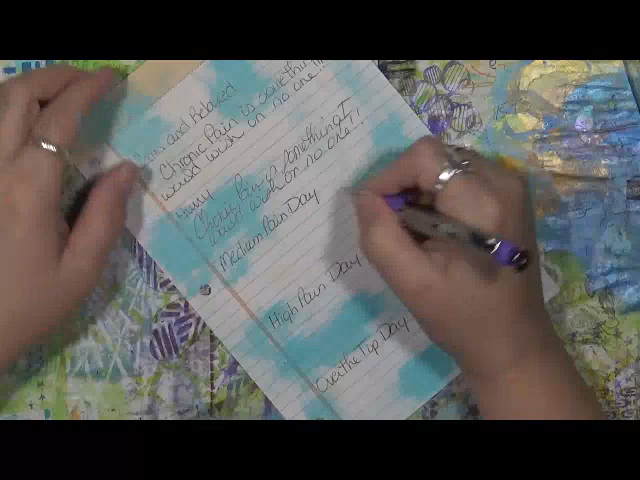 and Relaxed
Chronic Pain is something
would wish on no one!!!
Hurry
Chronic Pain is something I
would wish on no one!!
Medium Pain Day
High Pain Day
Over the Top Day